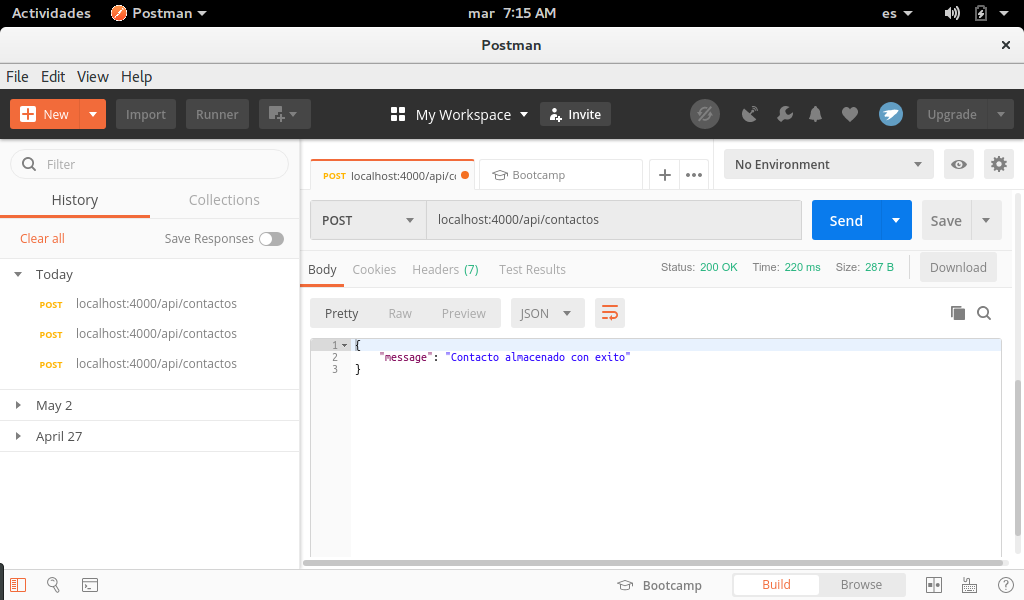 Actividades Postman mar 7:15 AM es
Postman
File Edit View Help
New Import Runner My Workspace Invite Upgrade
Filter
History Collections
Clear all Save Responses
Today
POST localhost:4000/api/contactos
POST localhost:4000/api/contactos
POST localhost:4000/api/contactos
May 2
April 27
POST localhost:4000/api/co Bootcamp No Environment
POST localhost:4000/api/contactos Send Save
Body Cookies Headers (7) Test Results Status: 200 OK Time: 220 ms Size: 287 B Download
Pretty Raw Preview JSON
1 {
2 "message": "Contacto almacenado con exito"
3 }
Bootcamp Build Browse